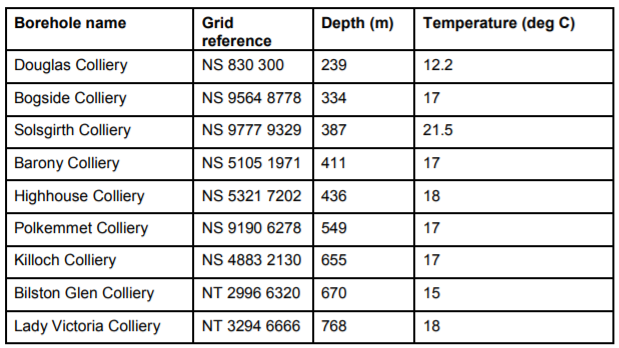 Borehole name Grid reference Depth (m) Temperature (deg C)
Douglas Colliery NS 830 300 239 12.2
Bogside Colliery NS 9564 8778 334 17
Solsgirth Colliery NS 9777 9329 387 21.5
Barony Colliery NS 5105 1971 411 17
Highhouse Colliery NS 5321 7202 436 18
Polkemmet Colliery NS 9190 6278 549 17
Killoch Colliery NS 4883 2130 655 17
Bilston Glen Colliery NT 2996 6320 670 15
Lady Victoria Colliery NT 3294 6666 768 18